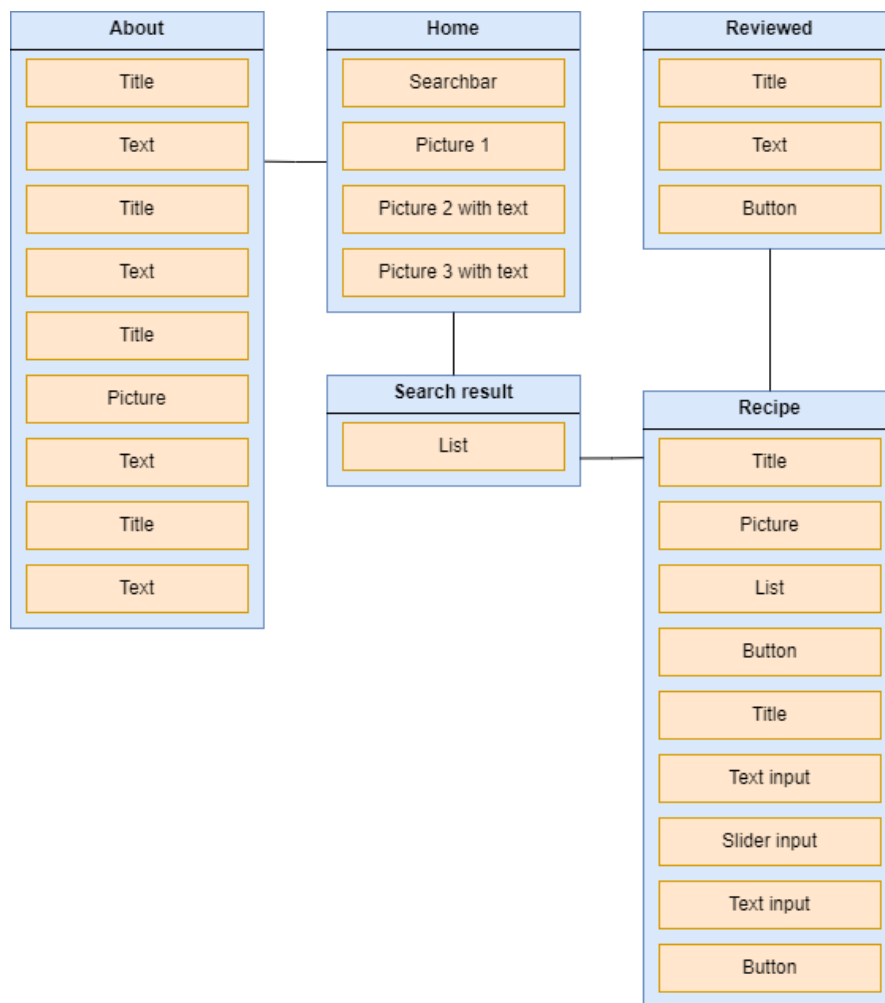 About
Title
Text
Title
Text
Title
Picture
Text
Title
Text
Home
Searchbar
Picture 1
Picture 2 with text
Picture 3 with text
Search result
List
Reviewed
Title
Text
Button
Recipe
Title
Picture
List
Button
Title
Text input
Slider input
Text input
Button